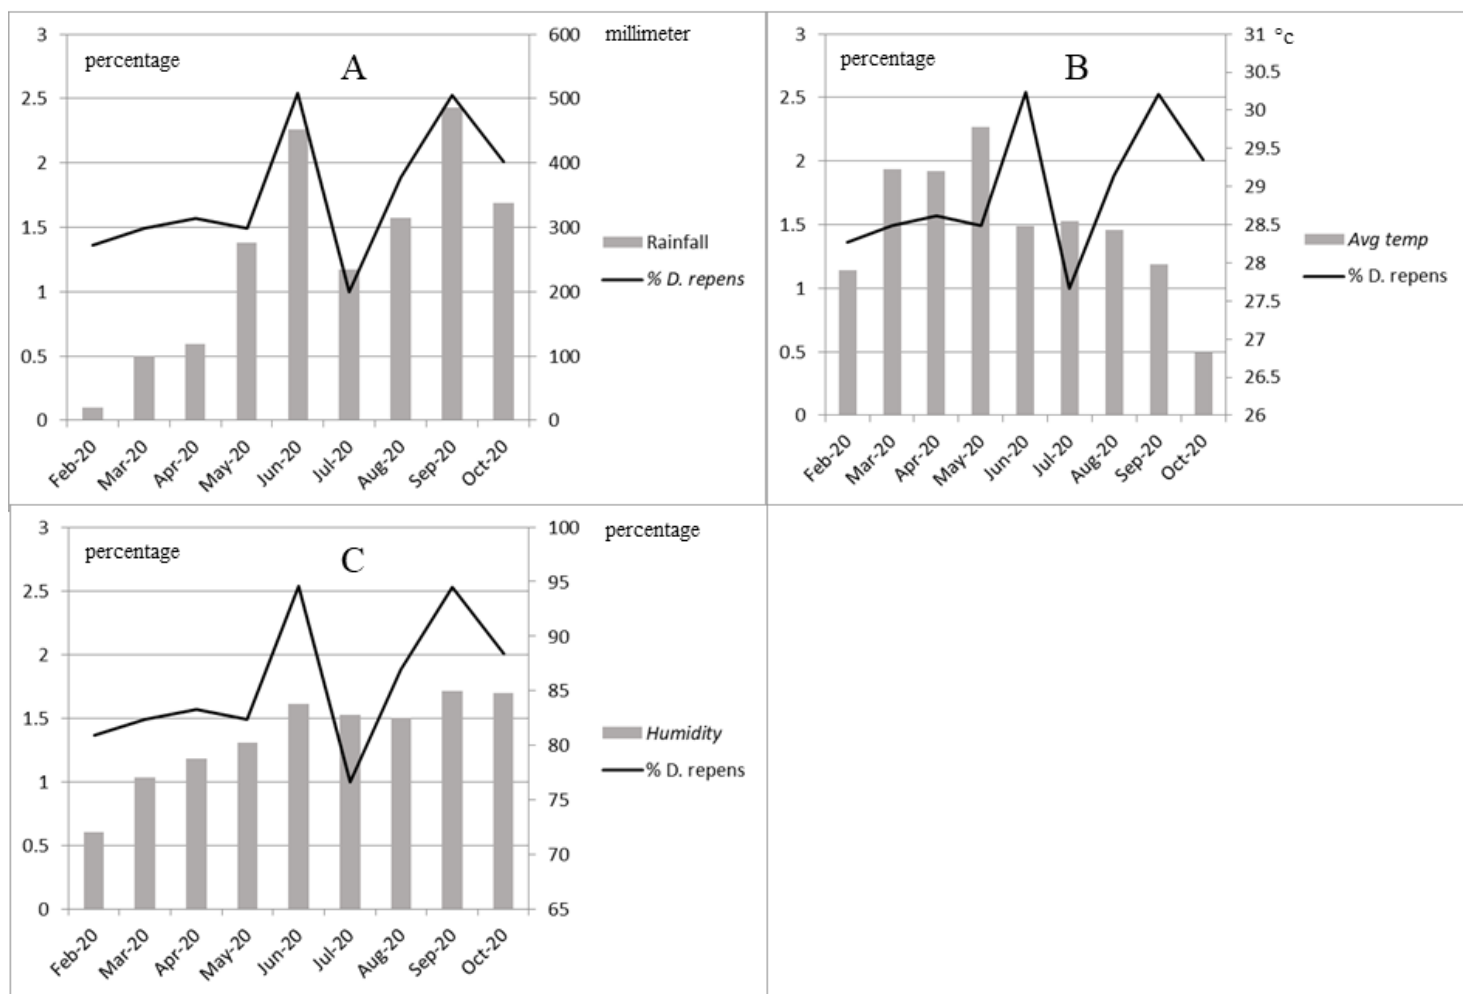 percentage
A
millimeter
3
2.5
2
1.5
1
0.5
0
600
500
400
300
200
100
0
Feb-20
Mar-20
Apr-20
May-20
Jun-20
Jul-20
Aug-20
Sep-20
Oct-20
Rainfall
% D. repens
percentage
B
°C
3
2.5
2
1.5
1
0.5
0
31
30.5
30
29.5
29
28.5
28
27.5
27
26.5
26
Feb-20
Mar-20
Apr-20
May-20
Jun-20
Jul-20
Aug-20
Sep-20
Oct-20
Avg temp
% D. repens
percentage
C
percentage
3
2.5
2
1.5
1
0.5
0
100
95
90
85
80
75
70
65
Feb-20
Mar-20
Apr-20
May-20
Jun-20
Jul-20
Aug-20
Sep-20
Oct-20
Humidity
% D. repens